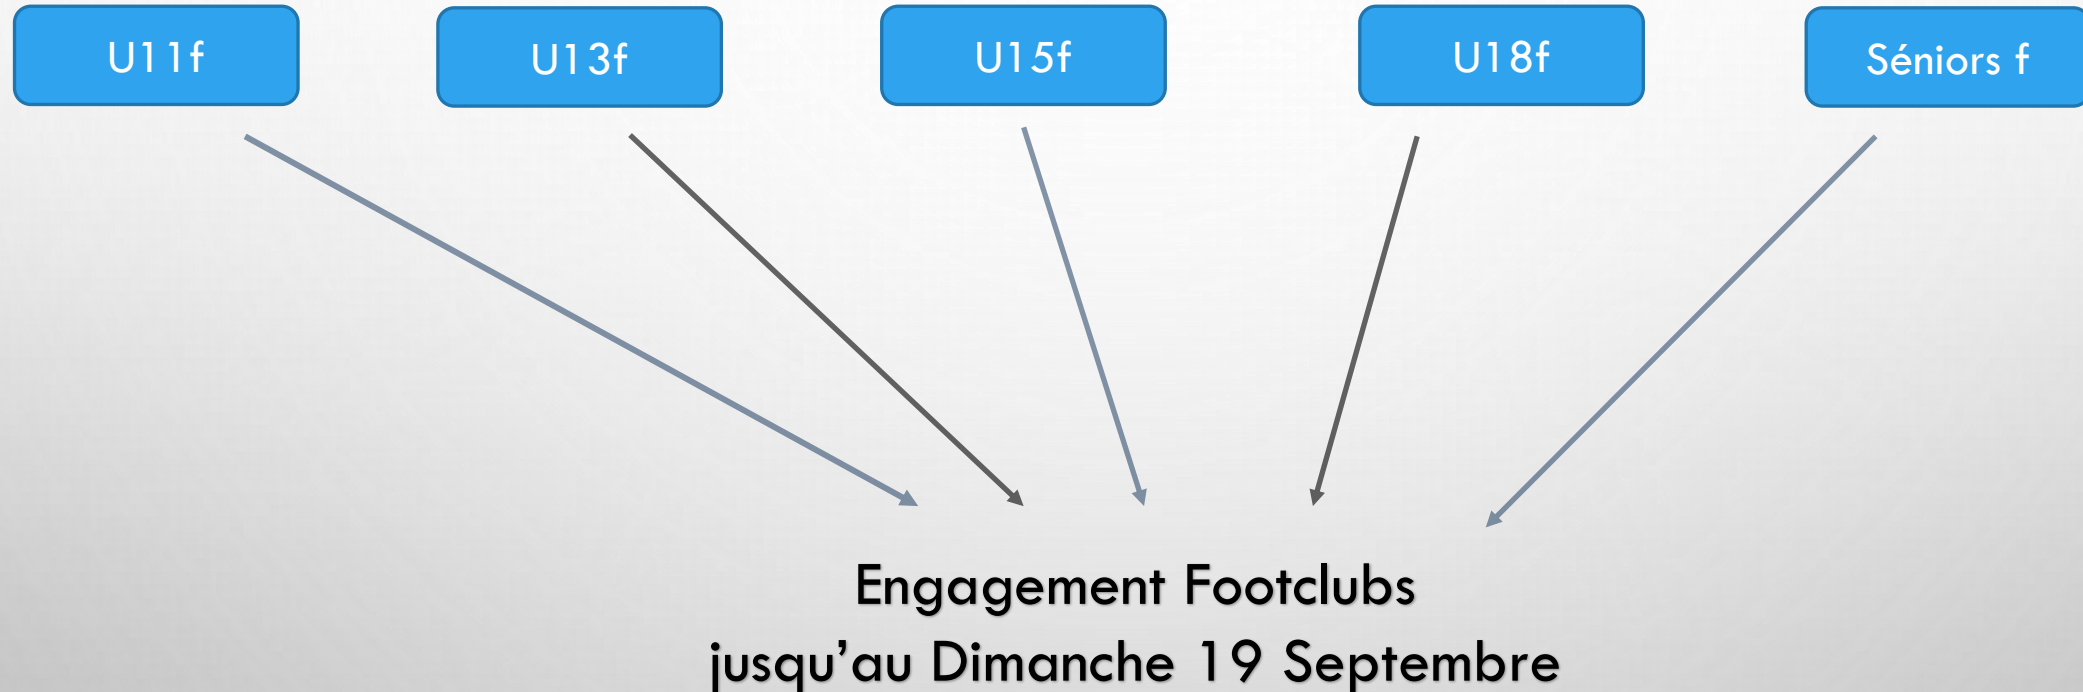 U11f
U13f
U15f
U18f
Séniors f
Engagement Footclubs
jusqu’au Dimanche 19 Septembre